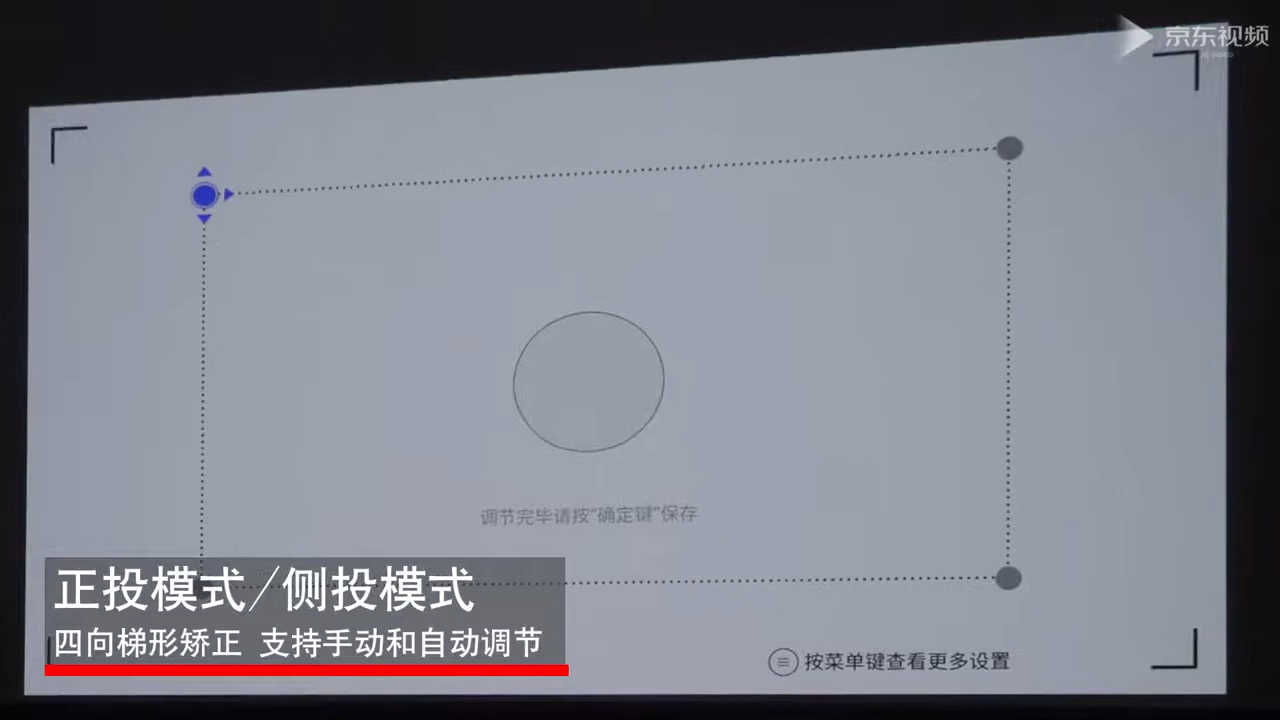 京东视频
调节完毕请按"确定键"保存
正投模式/侧投模式
四向梯形矫正 支持手动和自动调节
按菜单键查看更多设置